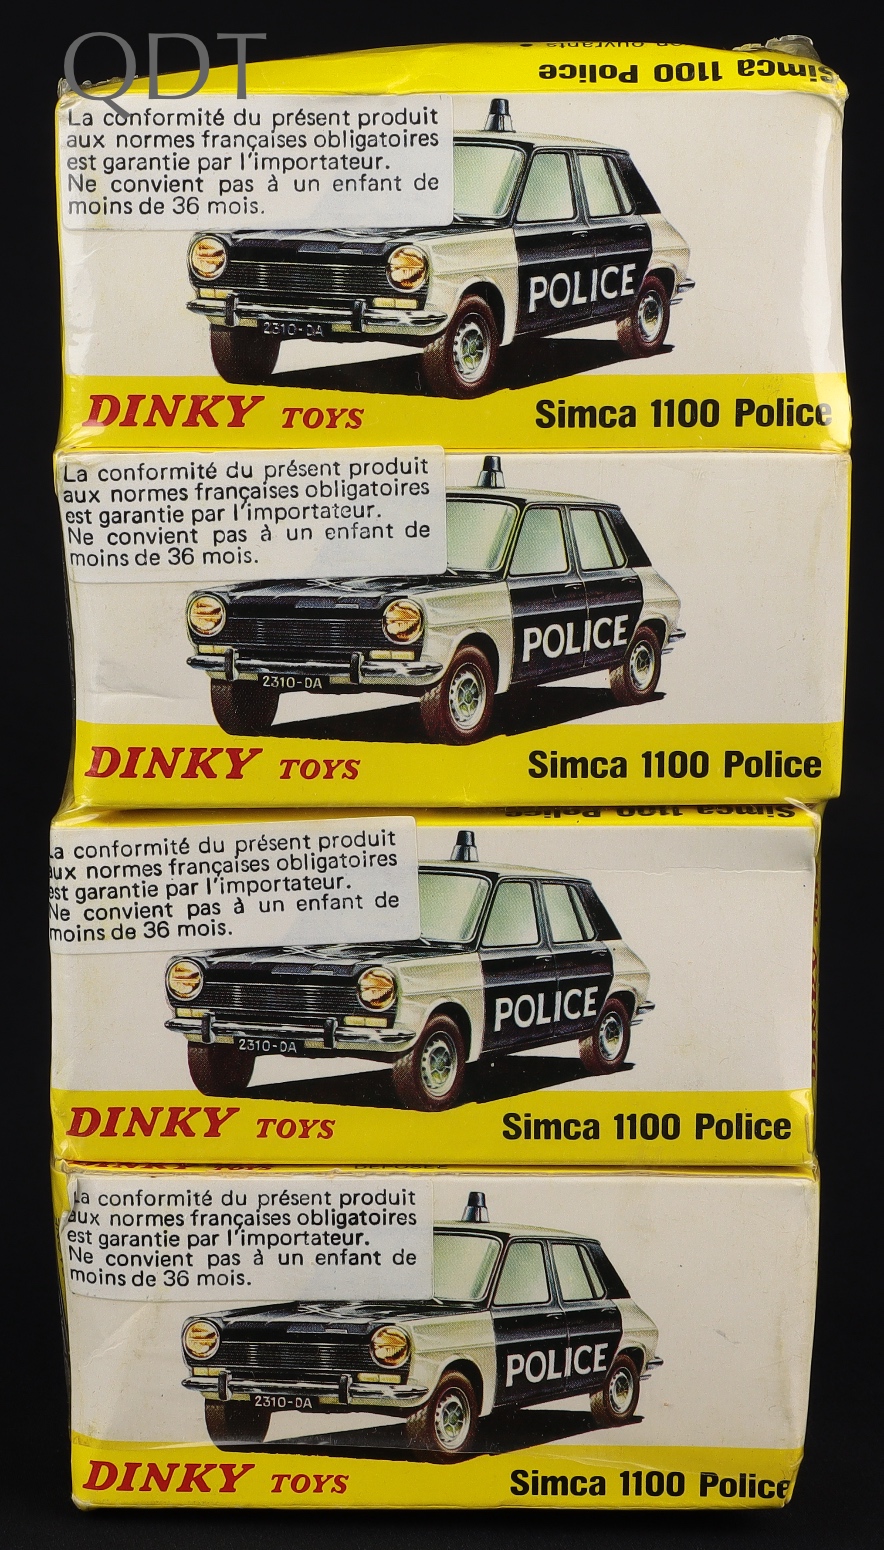 QDT
Simca 1100 Police
La conformité du présent produit
aux normes françaises obligatoires
est garantie par l'importateur.
Ne convient pas à un enfant de
moins de 36 mois.
POLICE
2310-DA
DINKY TOYS
Simca 1100 Police
La conformité du présent produit
aux normes françaises obligatoires
est garantie par l'importateur.
Ne convient pas à un enfant de
moins de 36 mois.
POLICE
2310-DA
DINKY TOYS
Simca 1100 Police
Simca 1100 Police
La conformité du présent produit
aux normes françaises obligatoires
est garantie par l'importateur.
Ne convient pas à un enfant de
moins de 36 mois.
POLICE
2310-DA
DINKY TOYS
Simca 1100 Police
La conformité du présent produit
aux normes françaises obligatoires
est garantie par l'importateur.
Ne convient pas à un enfant de
moins de 36 mois.
POLICE
2310-DA
DINKY TOYS
Simca 1100 Police